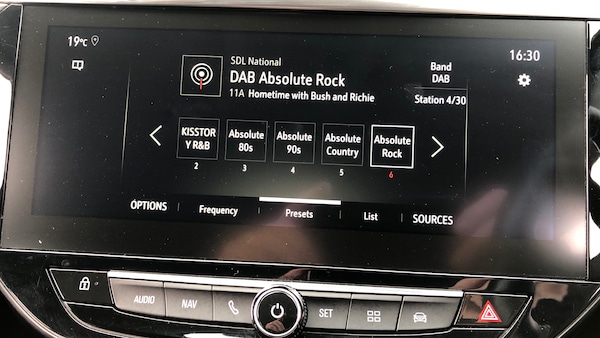 19°C
16:30
SDL National
DAB Absolute Rock
11A Hometime with Bush and Richie
Band
DAB
Station 4/30
KISSTOR
Y R&B
2
Absolute
80s
3
Absolute
90s
4
Absolute
Country
5
Absolute
Rock
6
OPTIONS
Frequency
Presets
List
SOURCES
AUDIO
NAV
SET